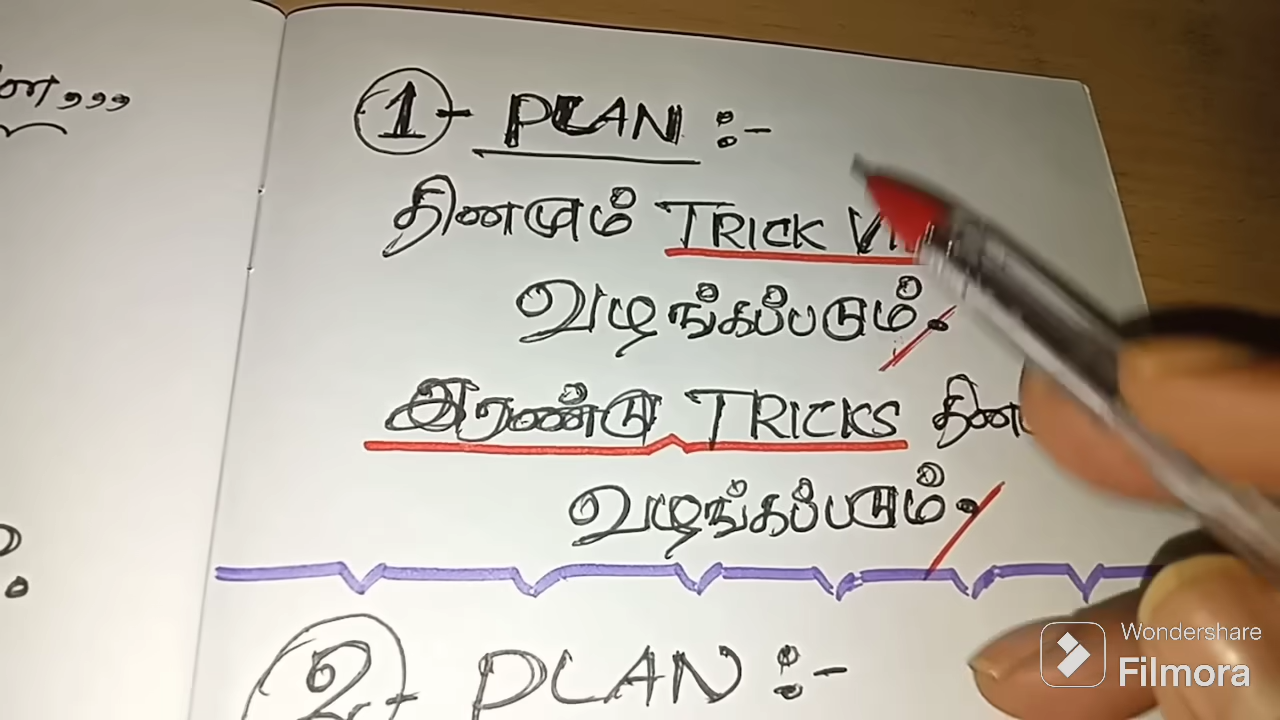 1 - PLAN :-
தினமும் TRICK
வழங்கப்படும்.
இரண்டு TRICKS
வழங்கப்படும்.
2 - PLAN :-
Wondershare
Filmora